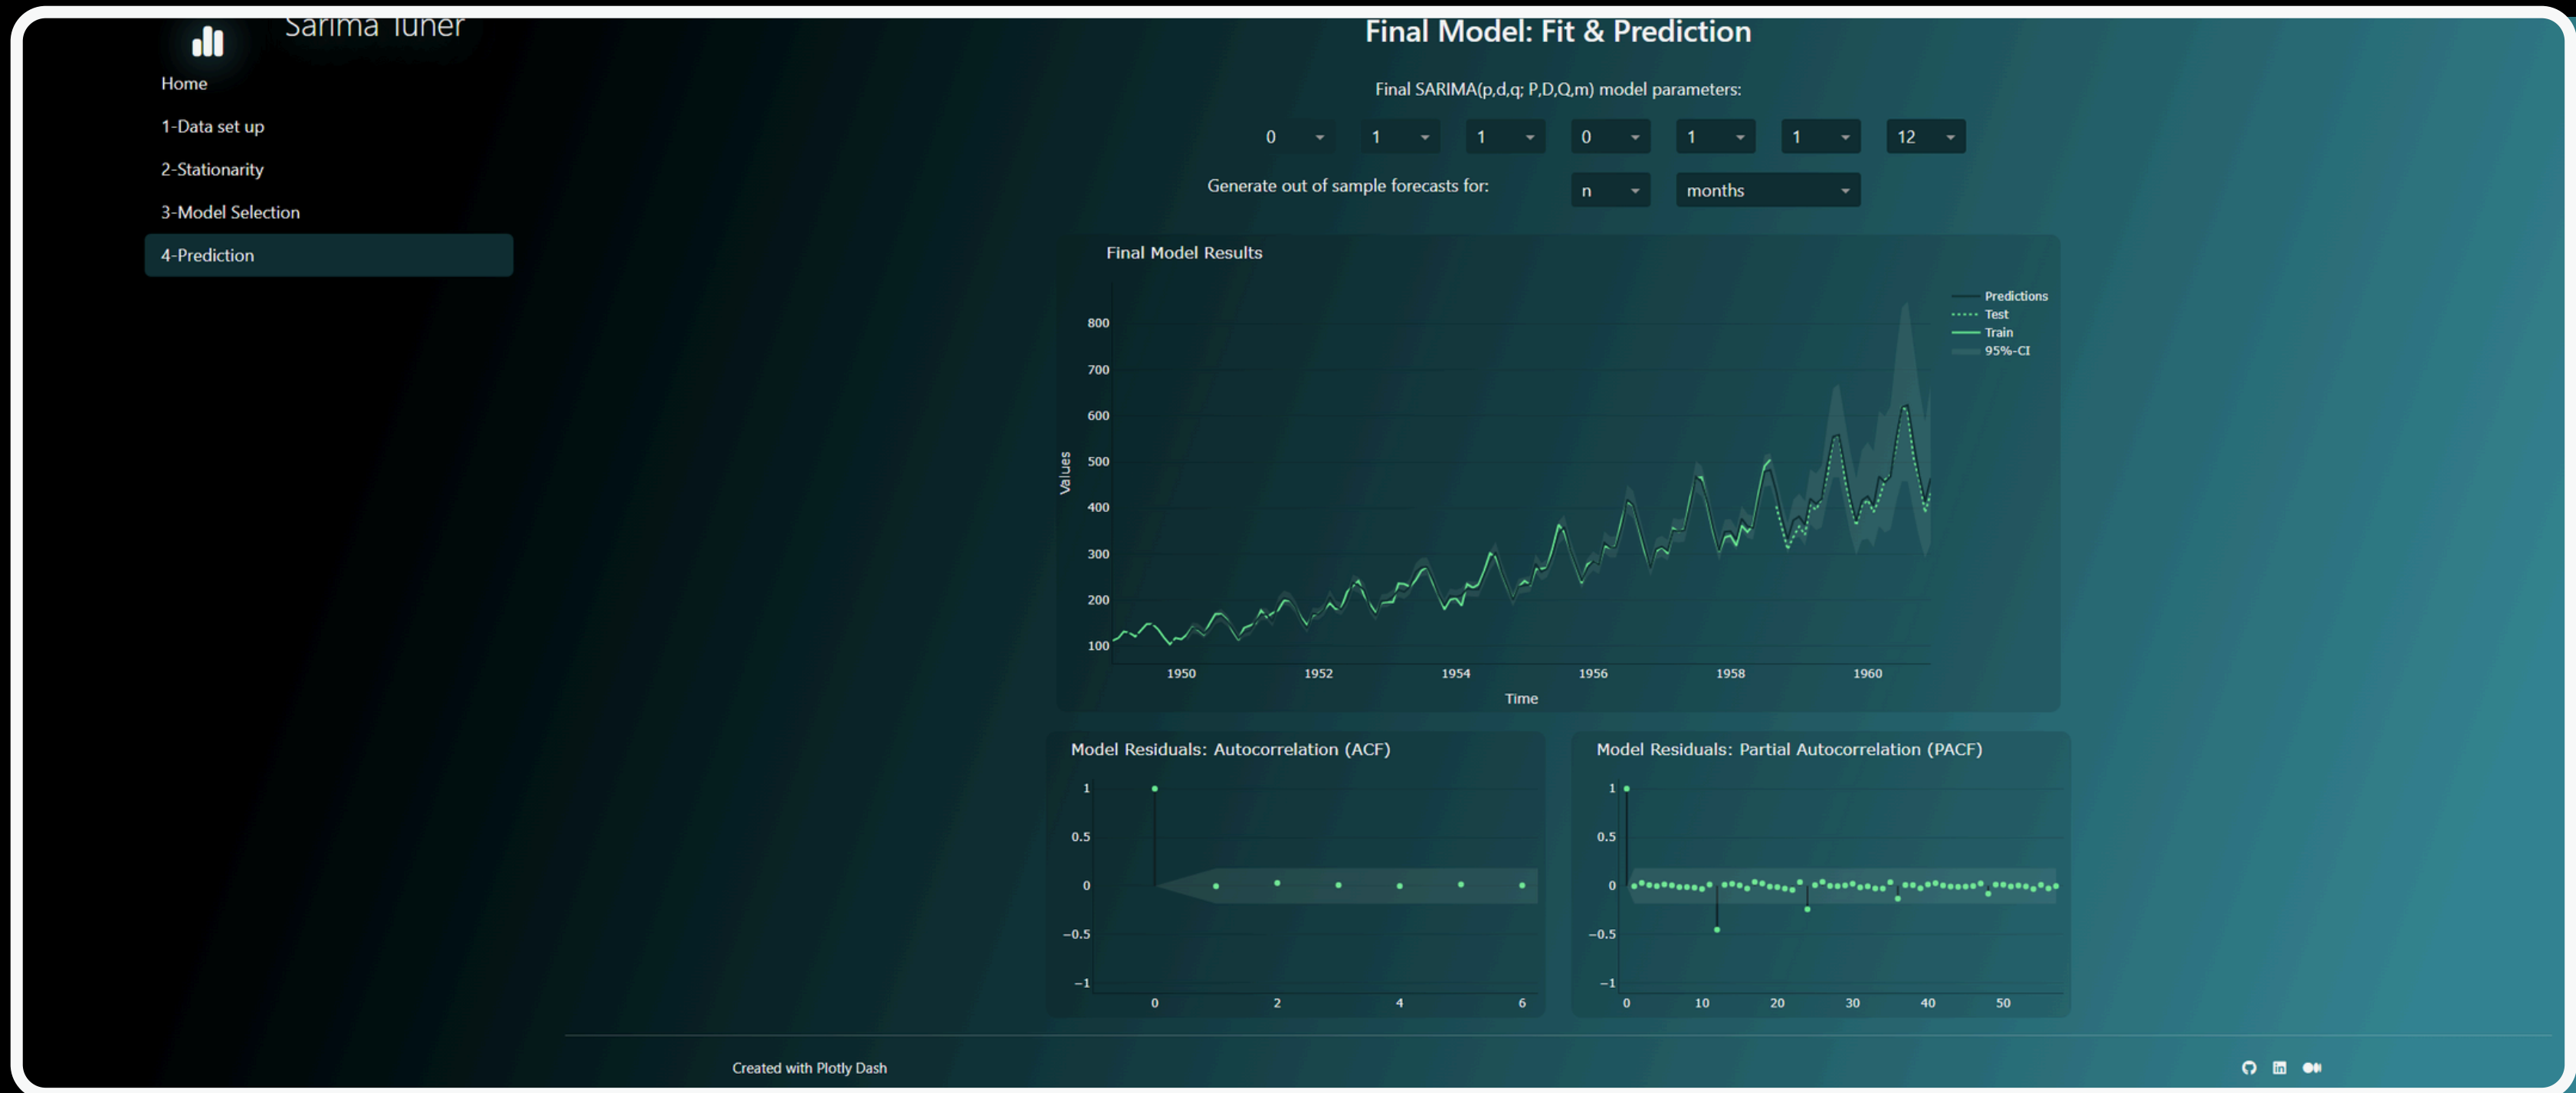 Sarima Tuner
Home
1-Data set up
2-Stationarity
3-Model Selection
4-Prediction
Final Model: Fit & Prediction
Final SARIMA(p,d,q; P,D,Q,m) model parameters:
0 1 1 0 1 1 12
Generate out of sample forecasts for: n months
Final Model Results
Predictions
Test
Train
95%-CI
800
700
600
500
400
300
200
100
Values
1950 1952 1954 1956 1958 1960
Time
Model Residuals: Autocorrelation (ACF)
1
0.5
0
−0.5
−1
0 2 4 6
Model Residuals: Partial Autocorrelation (PACF)
1
0.5
0
−0.5
−1
0 10 20 30 40 50
Created with Plotly Dash
in